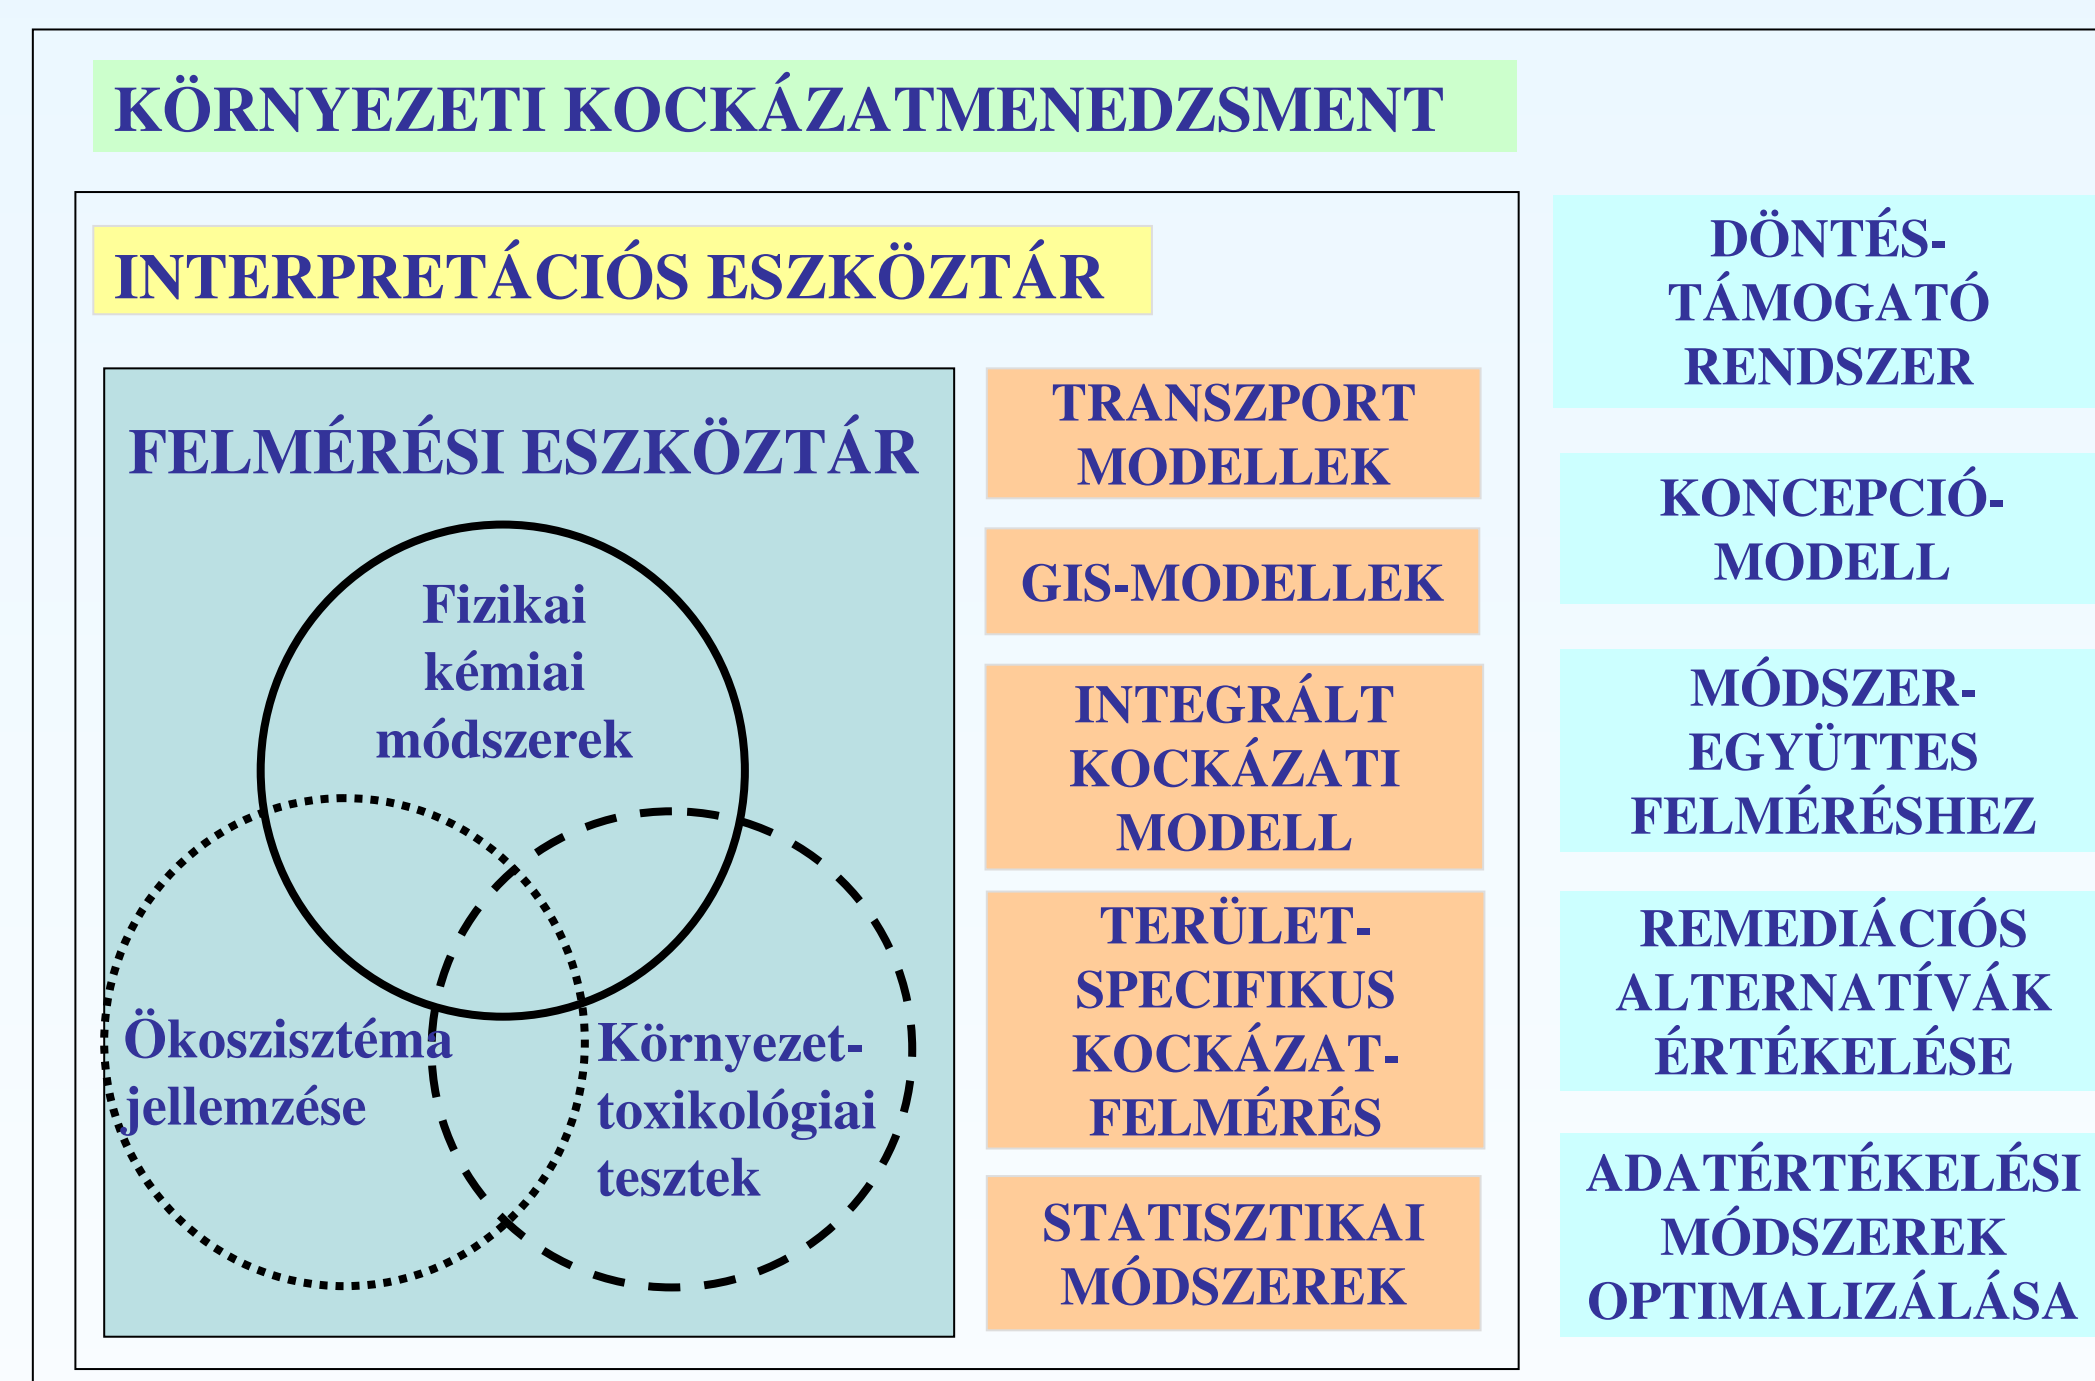 KÖRNYEZETI KOCKÁZATMENEDZSMENT
INTERPRETÁCIÓS ESZKÖZTÁR
FELMÉRÉSI ESZKÖZTÁR
Fizikai
kémiai
módszerek
Ökoszisztéma
jellemzése
Környezet-
toxikológiai
tesztek
TRANSZPORT
MODELLEK
GIS-MODELLEK
INTEGRÁLT
KOCKÁZATI
MODELL
TERÜLET-
SPECIFIKUS
KOCKÁZAT-
FELMÉRÉS
STATISZTIKAI
MÓDSZEREK
DÖNTÉS-
TÁMOGATÓ
RENDSZER
KONCEPCIÓ-
MODELL
MÓDSZER-
EGYÜTTES
FELMÉRÉSHEZ
REMEDIÁCIÓS
ALTERNATÍVÁK
ÉRTÉKELÉSE
ADATÉRTÉKELÉSI
MÓDSZEREK
OPTIMALIZÁLÁSA